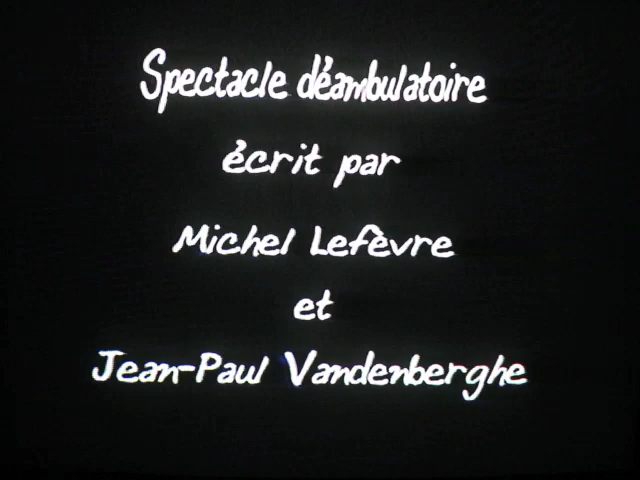 Spectacle déambulatoire
écrit par
Michel Lefèvre
et
Jean-Paul Vandenberghe